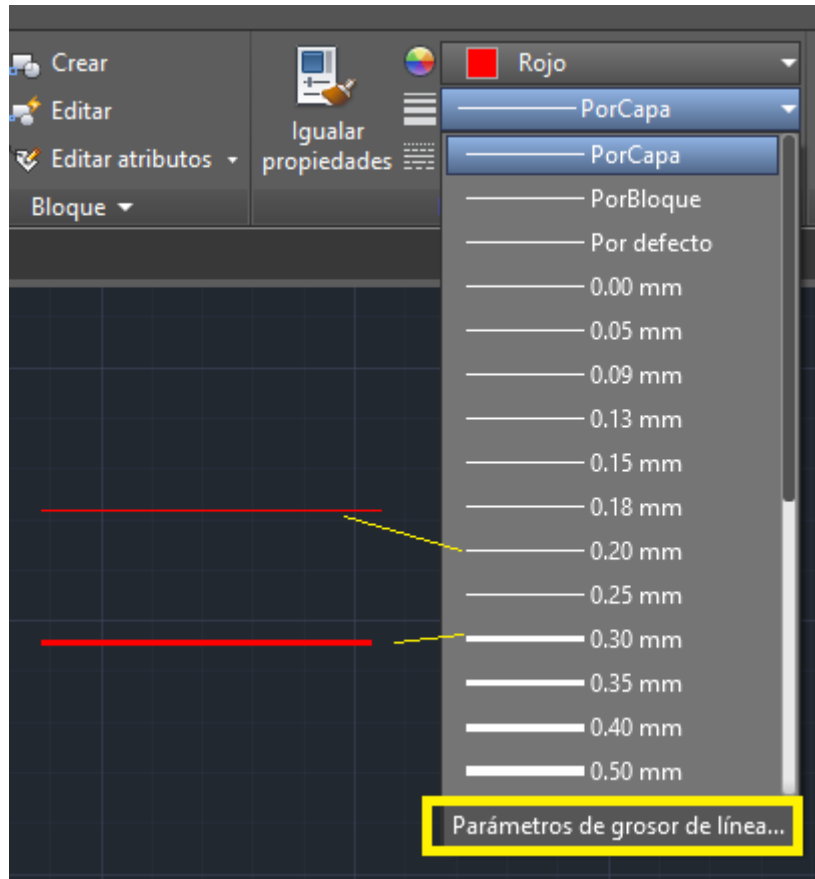 Crear
Editar
Editar atributos
Bloque
Igualar
propiedades
Rojo
PorCapa
PorCapa
PorBloque
Por defecto
0.00 mm
0.05 mm
0.09 mm
0.13 mm
0.15 mm
0.18 mm
0.20 mm
0.25 mm
0.30 mm
0.35 mm
0.40 mm
0.50 mm
Parámetros de grosor de línea...